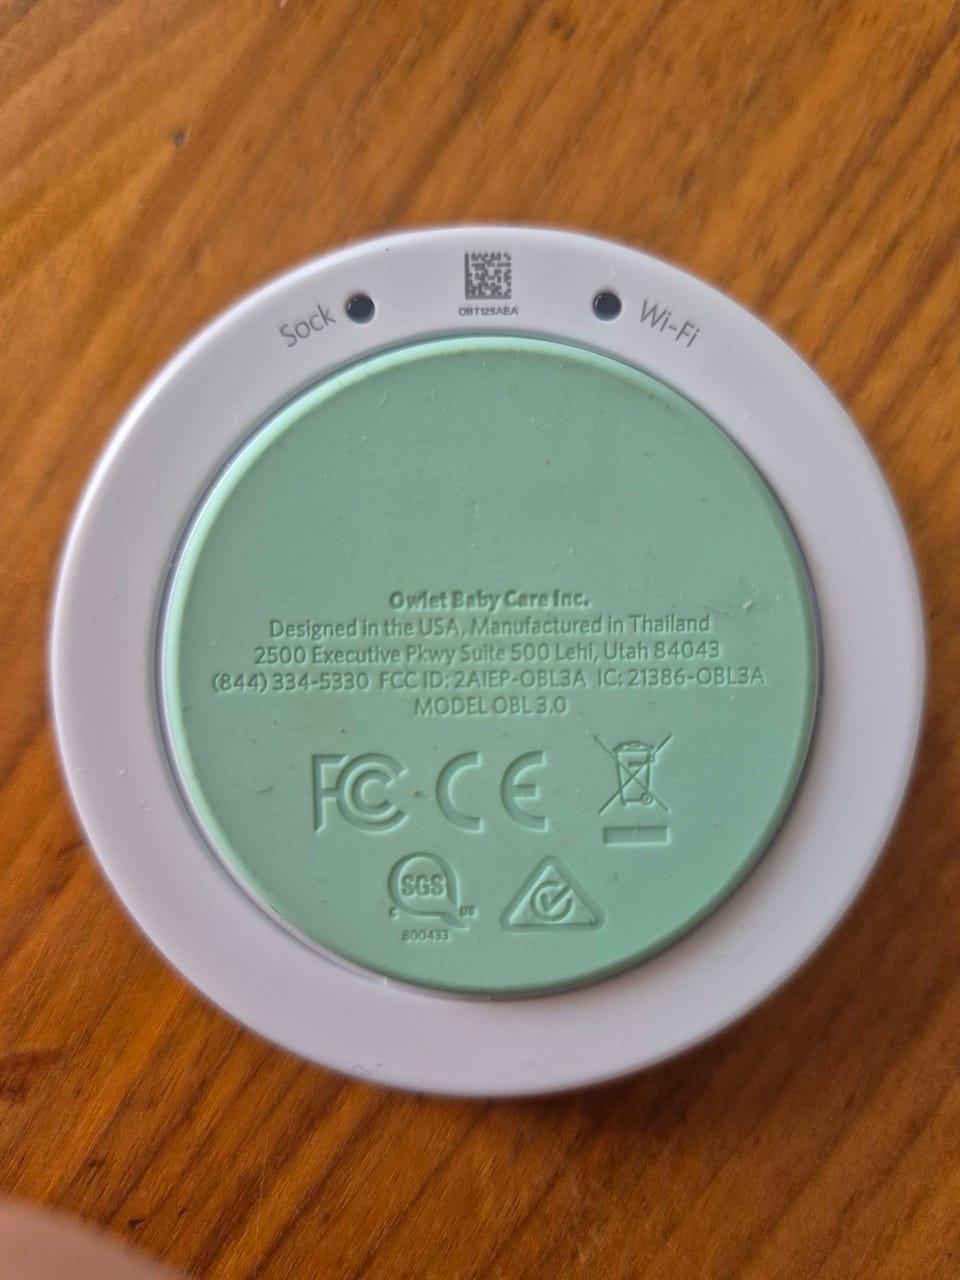 Sock
OBT125AEA
Wi-Fi
Owlet Baby Care Inc.
Designed in the USA, Manufactured in Thailand
2500 Executive Pkwy Suite 500 Lehi, Utah 84043
(844) 334-5330 FCC ID: 2AIEP-OBL3A IC: 21386-OBL3A
MODEL OBL 3.0
FC CE
SGS
C US
800433